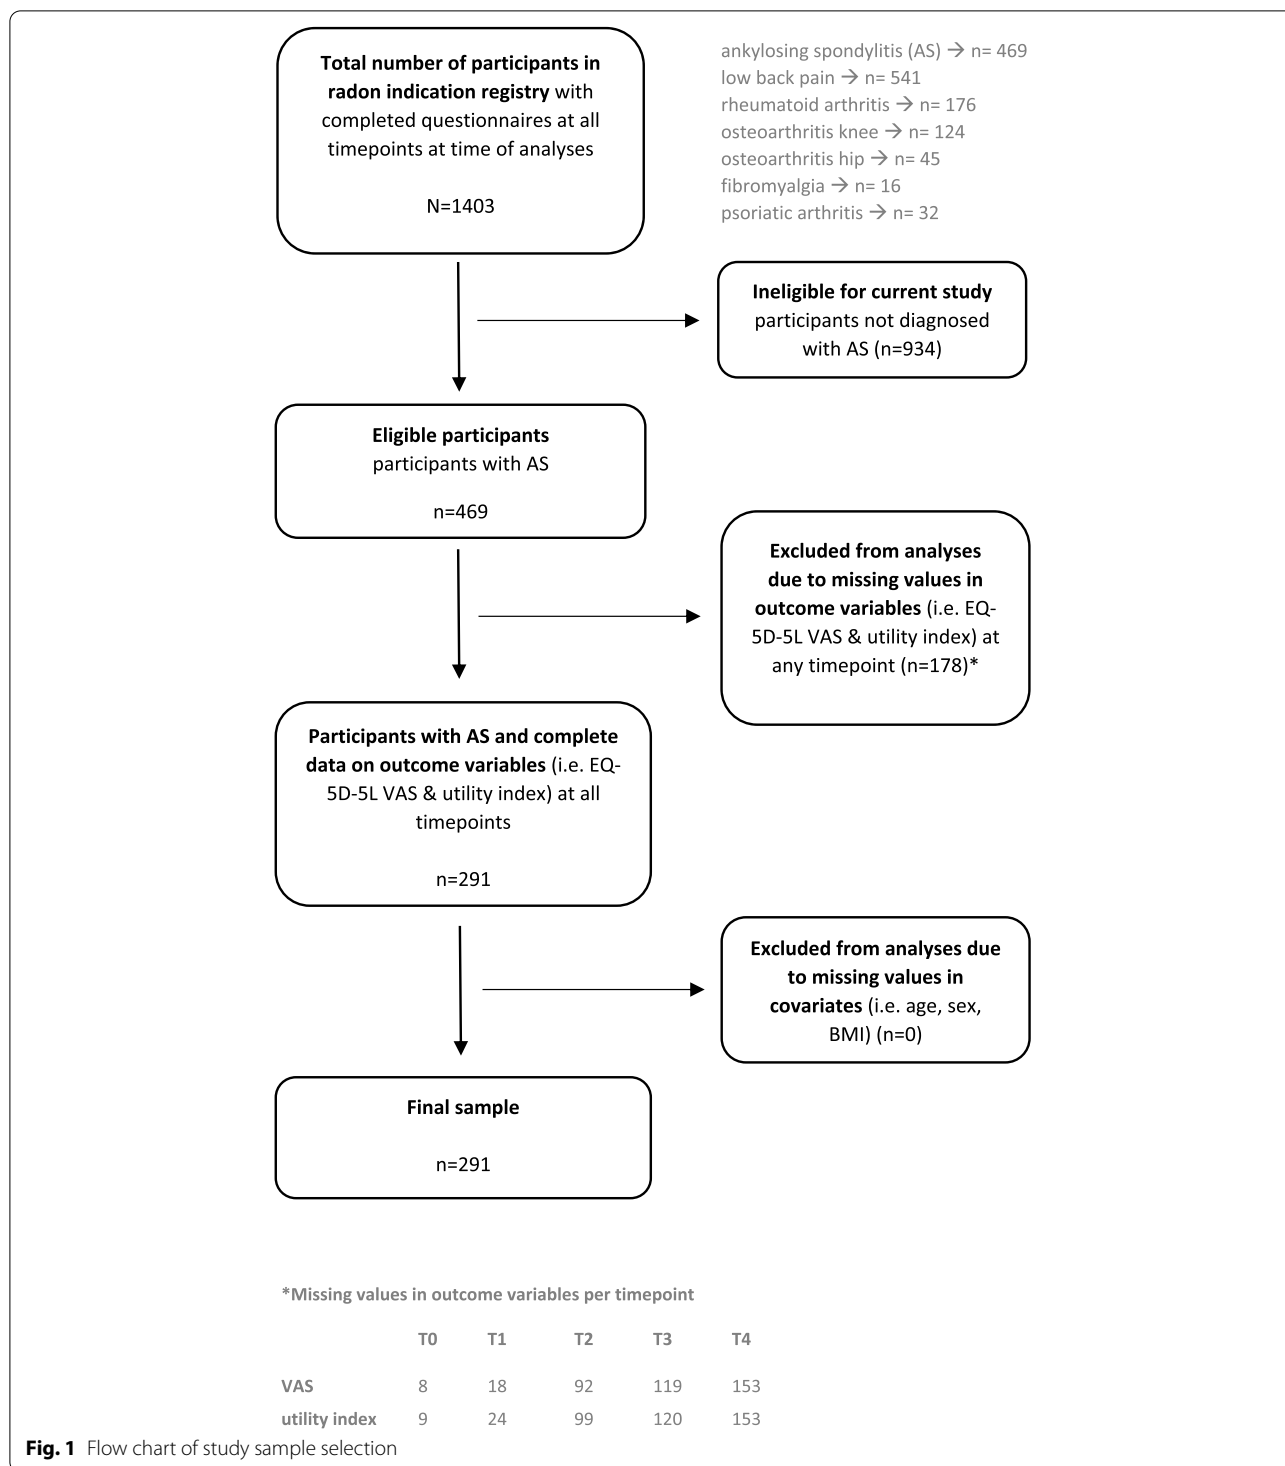 Total number of participants in
radon indication registry with
completed questionnaires at all
timepoints at time of analyses
N=1403
ankylosing spondylitis (AS) → n= 469
low back pain → n= 541
rheumatoid arthritis → n= 176
osteoarthritis knee → n= 124
osteoarthritis hip → n= 45
fibromyalgia → n= 16
psoriatic arthritis → n= 32
Ineligible for current study
participants not diagnosed
with AS (n=934)
Eligible participants
participants with AS
n=469
Excluded from analyses
due to missing values in
outcome variables (i.e. EQ-
5D-5L VAS & utility index) at
any timepoint (n=178)*
Participants with AS and complete
data on outcome variables (i.e. EQ-
5D-5L VAS & utility index) at all
timepoints
n=291
Excluded from analyses due
to missing values in
covariates (i.e. age, sex,
BMI) (n=0)
Final sample
n=291
*Missing values in outcome variables per timepoint
T0 T1 T2 T3 T4
VAS 8 18 92 119 153
utility index 9 24 99 120 153
Fig. 1 Flow chart of study sample selection